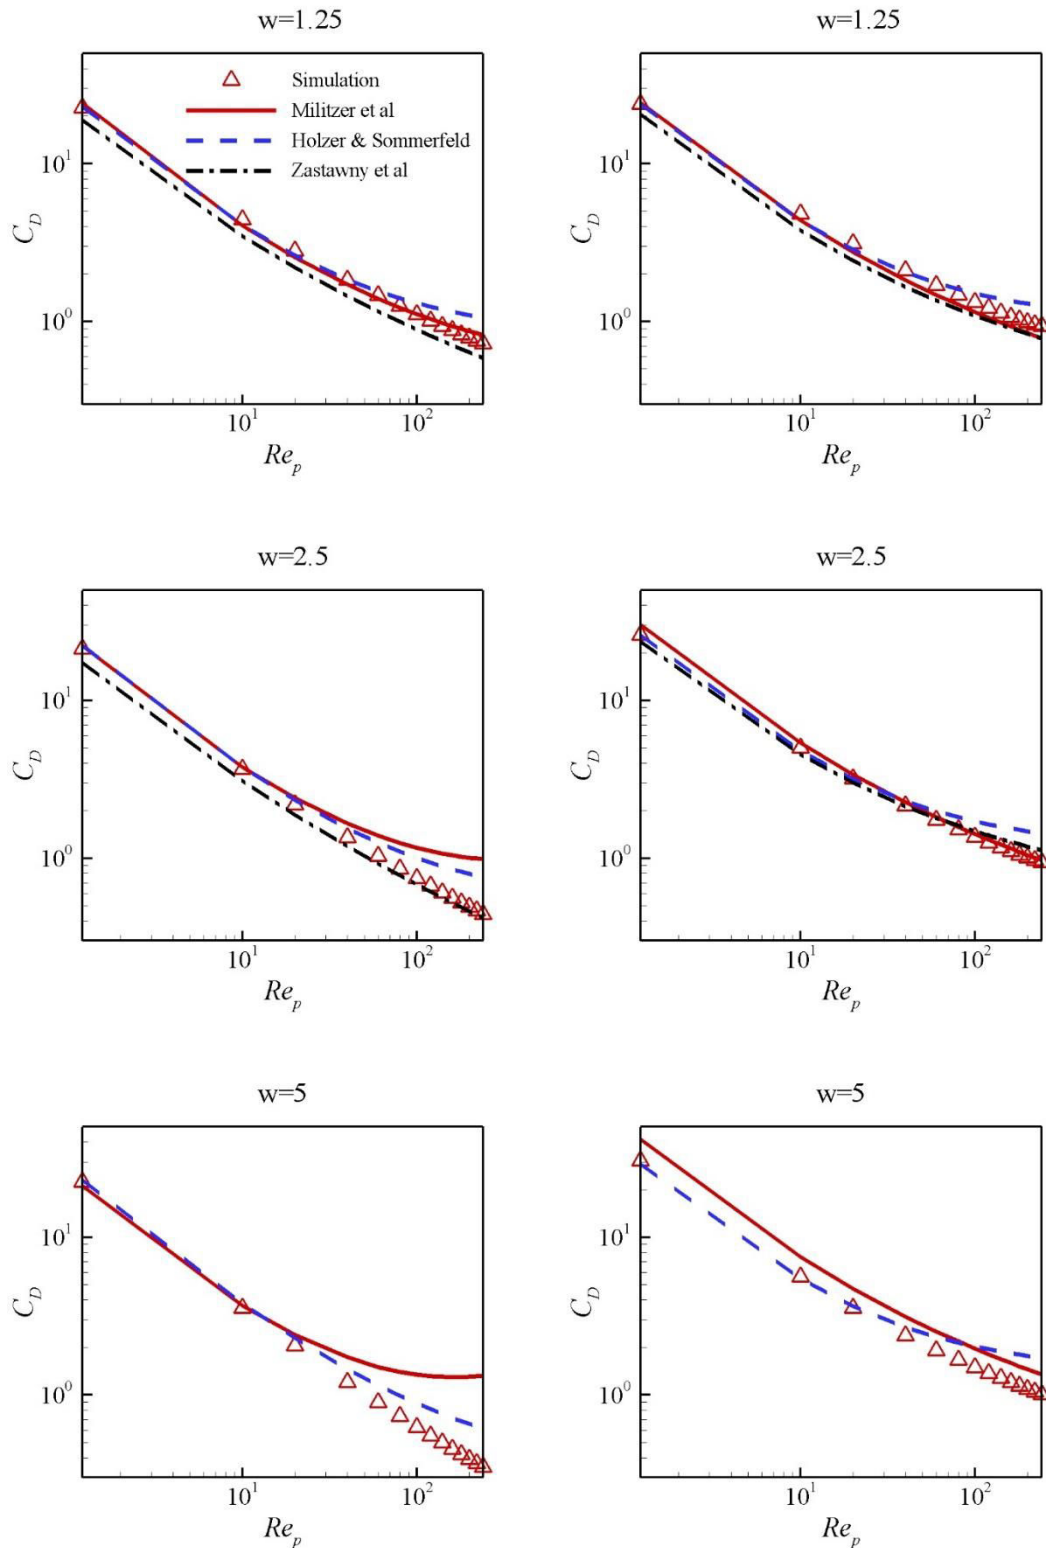 w=1.25
w=1.25
Simulation
Militzer et al
Holzer & Sommerfeld
Zastawny et al
10¹
10⁰
C_D
10¹
10²
Re_p
10¹
10⁰
C_D
10¹
10²
Re_p
w=2.5
w=2.5
10¹
10⁰
C_D
10¹
10²
Re_p
10¹
10⁰
C_D
10¹
10²
Re_p
w=5
w=5
10¹
10⁰
C_D
10¹
10²
Re_p
10¹
10⁰
C_D
10¹
10²
Re_p